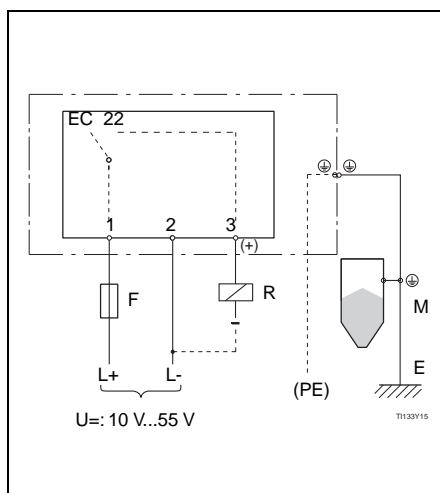 EC 22
1 2 3
(+)
F
R
M
L+ L-
(PE)
E
U=: 10 V...55 V
TI133Y15